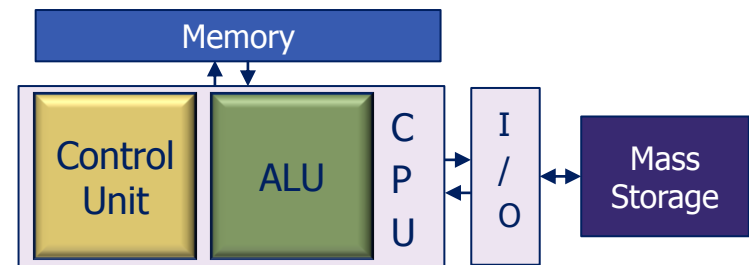 Memory
Control
Unit
ALU
C
P
U
I
/
O
Mass
Storage